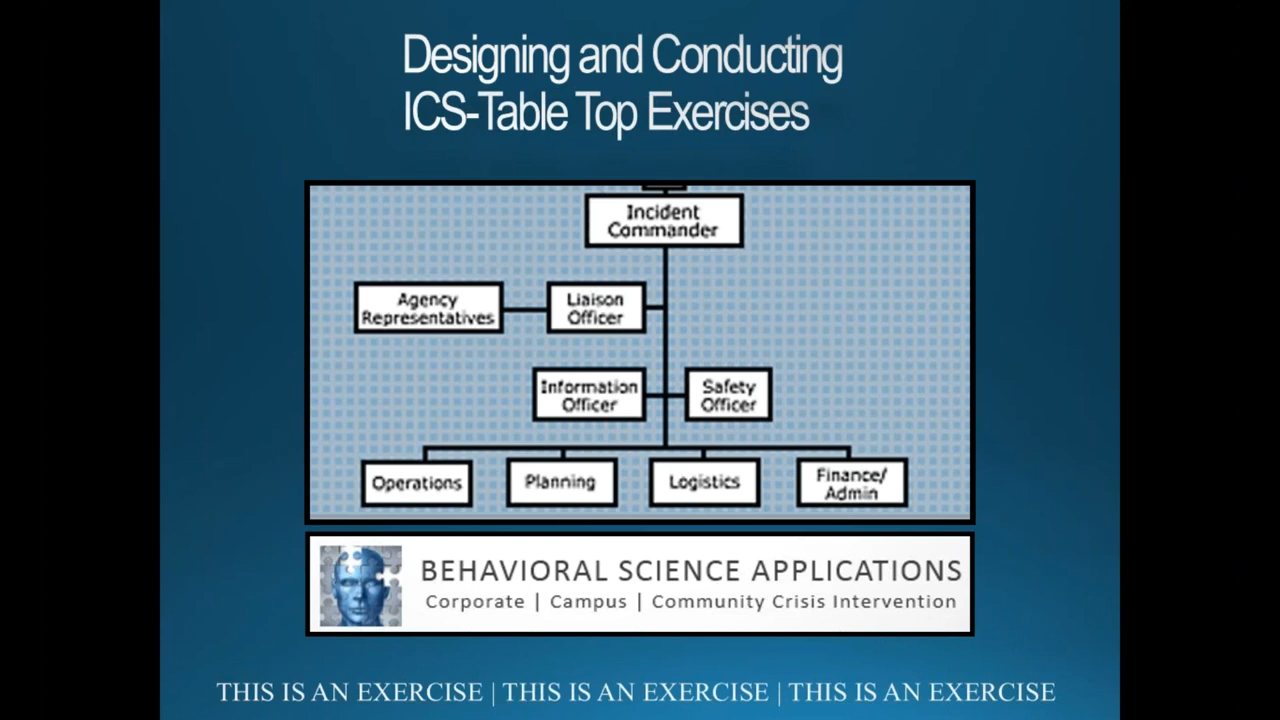 Designing and Conducting
ICS-Table Top Exercises
Incident
Commander
Agency
Representatives
Liaison
Officer
Information
Officer
Safety
Officer
Operations
Planning
Logistics
Finance/
Admin
BEHAVIORAL SCIENCE APPLICATIONS
Corporate | Campus | Community Crisis Intervention
THIS IS AN EXERCISE | THIS IS AN EXERCISE | THIS IS AN EXERCISE